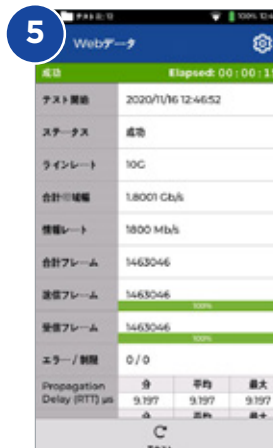 5
Webデータ
成功 Elapsed: 00:00:1
テスト開始 2020/11/16 12:46:52
ステータス 成功
ラインレート 10G
合計 域幅 1.8001 Gb/s
情報レート 1800 Mb/s
合計フレーム 1463046
送信フレーム 1463046
100%
受信フレーム 1463046
100%
エラー / 制限 0 / 0
Propagation Delay (RTT) μs 分 平均 最大
9.197 9.197 9.197